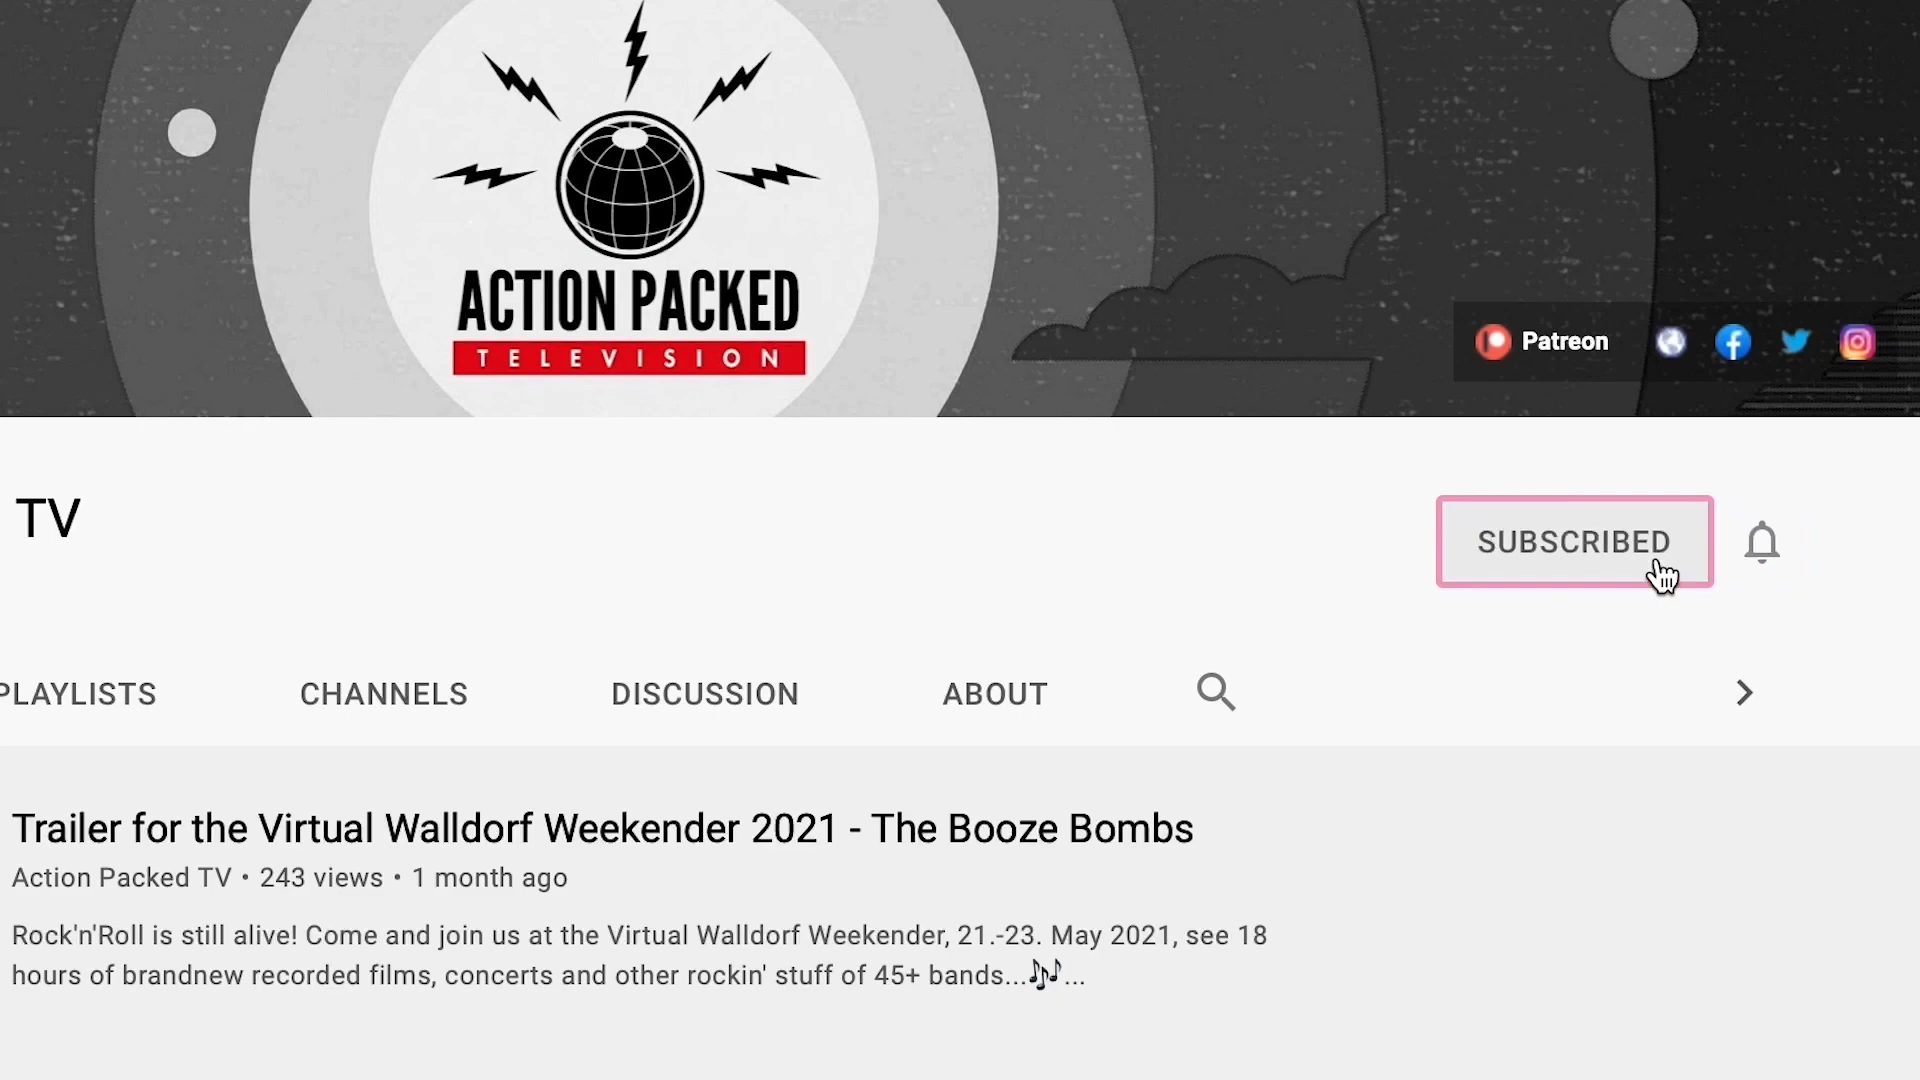 ACTION PACKED
TELEVISION
Patreon
TV
SUBSCRIBED
PLAYLISTS CHANNELS DISCUSSION ABOUT
Trailer for the Virtual Walldorf Weekender 2021 - The Booze Bombs
Action Packed TV • 243 views • 1 month ago
Rock'n'Roll is still alive! Come and join us at the Virtual Walldorf Weekender, 21.-23. May 2021, see 18
hours of brandnew recorded films, concerts and other rockin' stuff of 45+ bands...🎶...